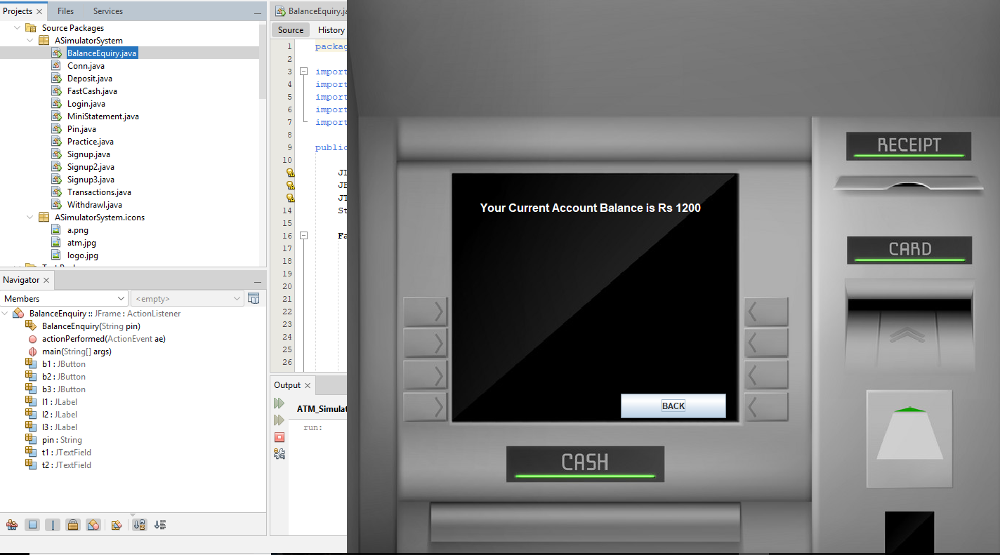 Projects
Files
Services
Source Packages
ASimulatorSystem
BalanceEquiry.java
Conn.java
Deposit.java
FastCash.java
Login.java
MiniStatement.java
Pin.java
Practice.java
Signup.java
Signup2.java
Signup3.java
Transactions.java
Withdrawl.java
ASimulatorSystem.icons
a.png
atm.jpg
logo.jpg
Navigator
Members
<empty>
BalanceEnquiry :: JFrame : ActionListener
BalanceEnquiry(String pin)
actionPerformed(ActionEvent ae)
main(String[] args)
b1 : JButton
b2 : JButton
b3 : JButton
l1 : JLabel
l2 : JLabel
l3 : JLabel
pin : String
t1 : JTextField
t2 : JTextField
BalanceEquiry.ja
Source History
1 packag
2
3 import
4 import
5 import
6 import
7 import
8
9 public
10
JI
JB
JT
14 St
15
16 Fa
17
18
19
20
21
22
23
24
25
26
Output
ATM_Simulat
run:
Your Current Account Balance is Rs 1200
BACK
CASH
RECEIPT
CARD